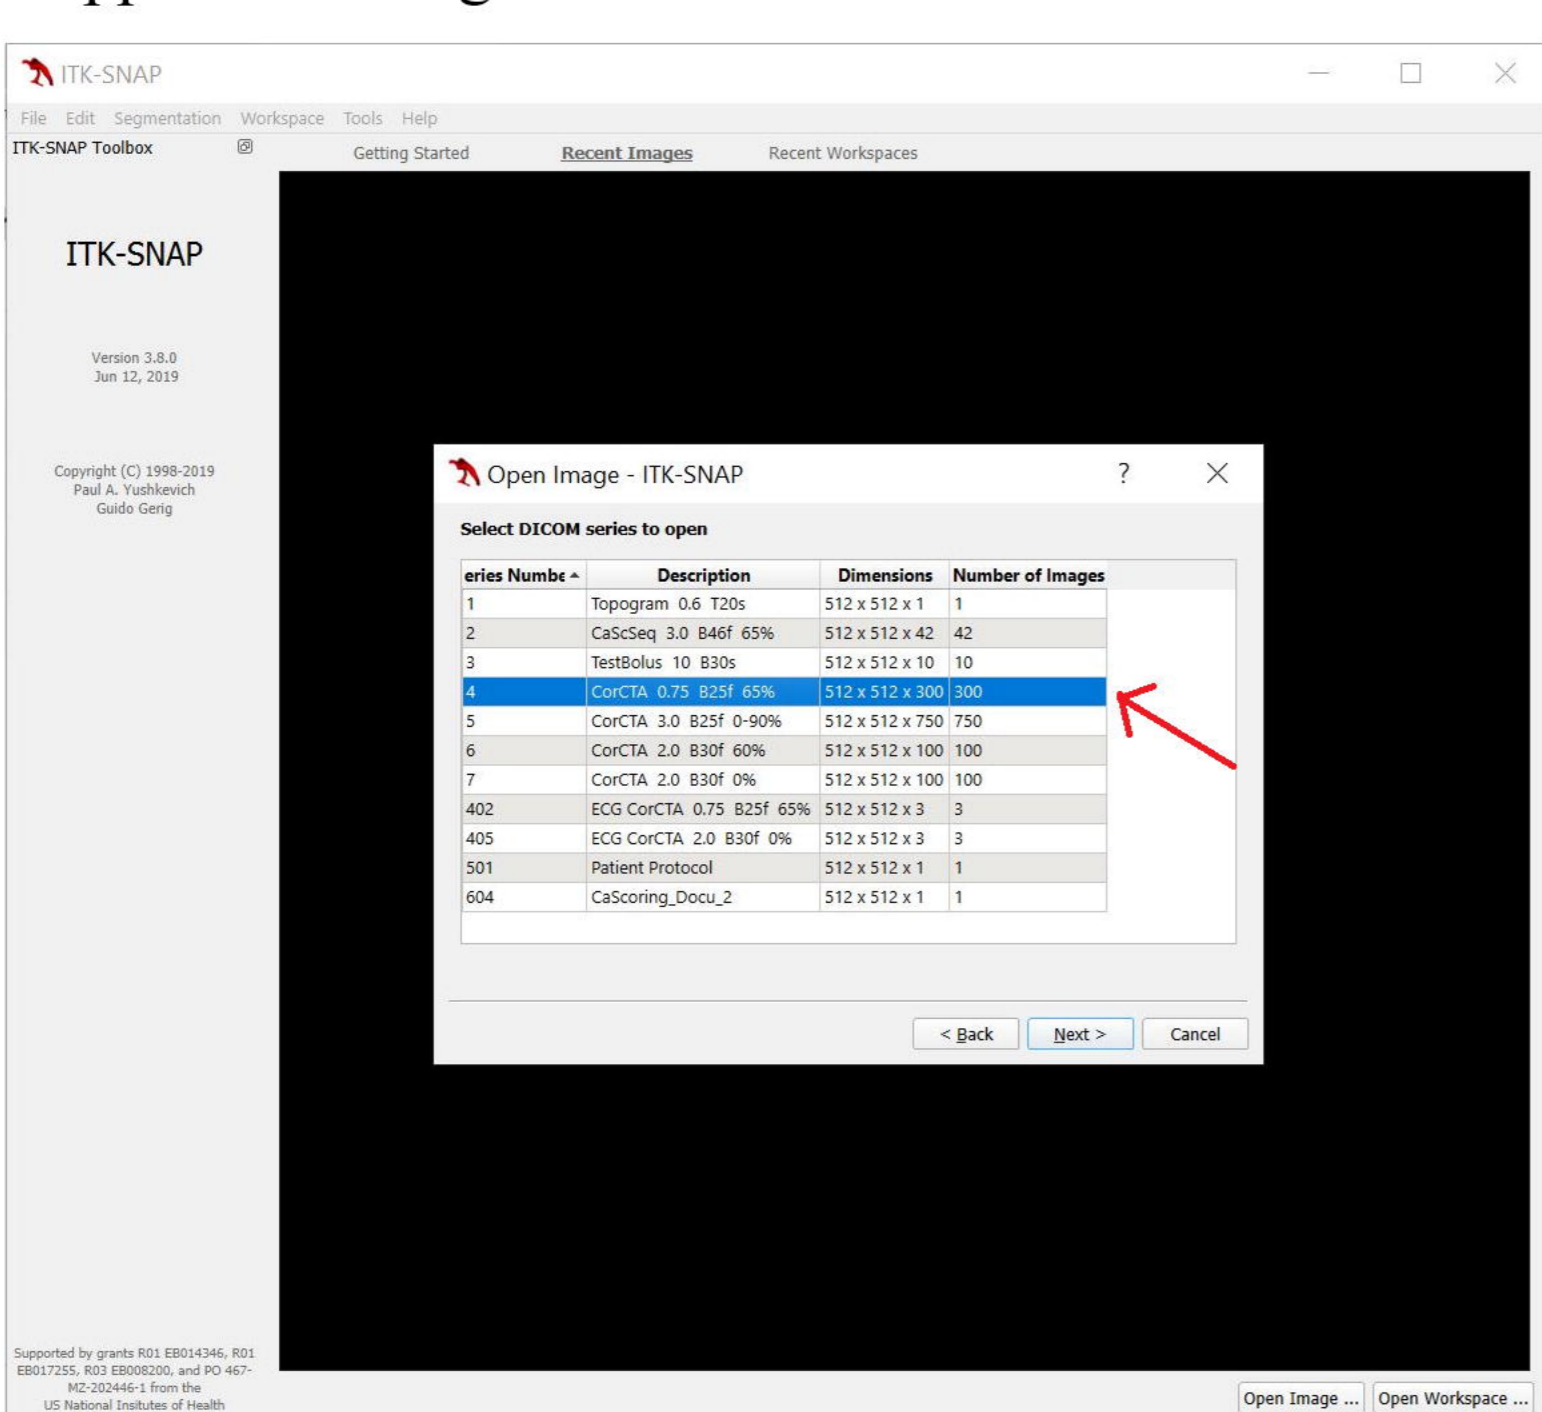 ITK-SNAP
File Edit Segmentation Workspace Tools Help
ITK-SNAP Toolbox
Getting Started Recent Images Recent Workspaces
ITK-SNAP
Version 3.8.0
Jun 12, 2019
Copyright (C) 1998-2019
Paul A. Yushkevich
Guido Gerig
Open Image - ITK-SNAP ?
Select DICOM series to open
eries Numbe Description Dimensions Number of Images
1 Topogram 0.6 T20s 512 x 512 x 1 1
2 CaScSeq 3.0 B46f 65% 512 x 512 x 42 42
3 TestBolus 10 B30s 512 x 512 x 10 10
4 CorCTA 0.75 B25f 65% 512 x 512 x 300 300
5 CorCTA 3.0 B25f 0-90% 512 x 512 x 750 750
6 CorCTA 2.0 B30f 60% 512 x 512 x 100 100
7 CorCTA 2.0 B30f 0% 512 x 512 x 100 100
402 ECG CorCTA 0.75 B25f 65% 512 x 512 x 3 3
405 ECG CorCTA 2.0 B30f 0% 512 x 512 x 3 3
501 Patient Protocol 512 x 512 x 1 1
604 CaScoring_Docu_2 512 x 512 x 1 1
< Back Next > Cancel
Supported by grants R01 EB014346, R01
EB017255, R03 EB008200, and PO 467-
MZ-202446-1 from the
US National Insitutes of Health
Open Image ... Open Workspace ...